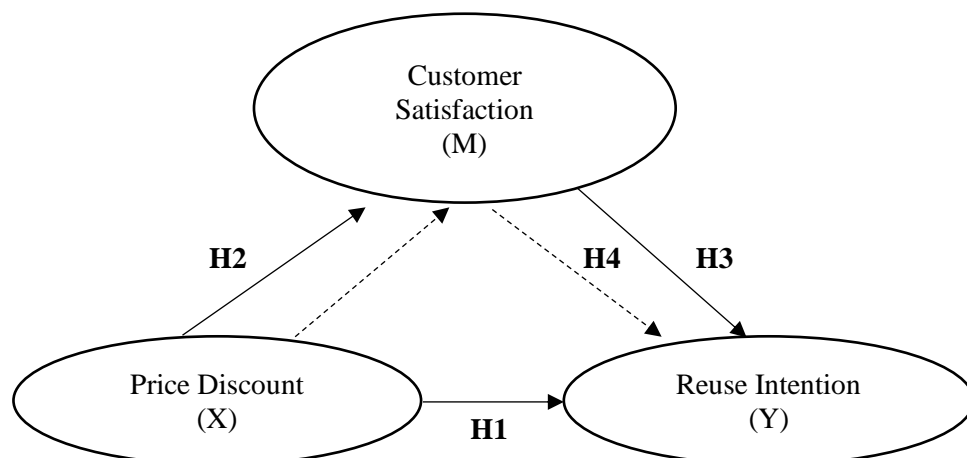 Customer
Satisfaction
(M)
H2
H4
H3
Price Discount
(X)
H1
Reuse Intention
(Y)